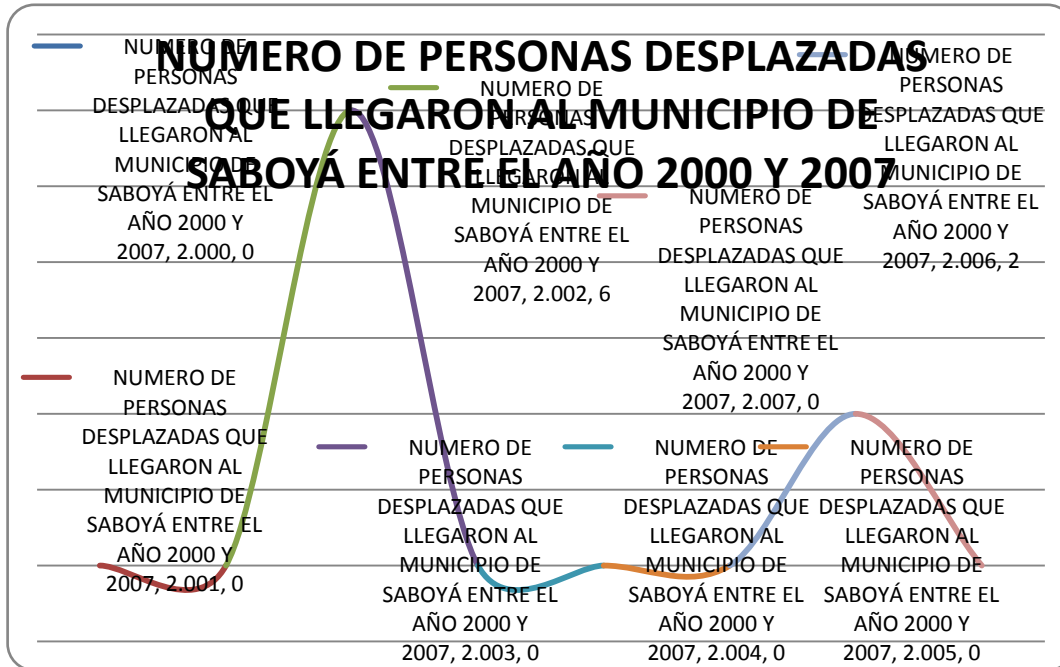 NUMERO DE PERSONAS DESPLAZADAS
QUE LLEGARON AL MUNICIPIO DE
SABOYÁ ENTRE EL AÑO 2000 Y 2007
NUMERO DE
PERSONAS
DESPLAZADAS QUE
LLEGARON AL
MUNICIPIO DE
SABOYÁ ENTRE EL
AÑO 2000 Y
2007, 2.000, 0
NUMERO DE
PERSONAS
DESPLAZADAS QUE
LLEGARON AL
MUNICIPIO DE
SABOYÁ ENTRE EL
AÑO 2000 Y
2007, 2.002, 6
NUMERO DE
PERSONAS
DESPLAZADAS QUE
LLEGARON AL
MUNICIPIO DE
SABOYÁ ENTRE EL
AÑO 2000 Y
2007, 2.007, 0
NUMERO DE
PERSONAS
DESPLAZADAS QUE
LLEGARON AL
MUNICIPIO DE
SABOYÁ ENTRE EL
AÑO 2000 Y
2007, 2.006, 2
NUMERO DE
PERSONAS
DESPLAZADAS QUE
LLEGARON AL
MUNICIPIO DE
SABOYÁ ENTRE EL
AÑO 2000 Y
2007, 2.001, 0
NUMERO DE
PERSONAS
DESPLAZADAS QUE
LLEGARON AL
MUNICIPIO DE
SABOYÁ ENTRE EL
AÑO 2000 Y
2007, 2.003, 0
NUMERO DE
PERSONAS
DESPLAZADAS QUE
LLEGARON AL
MUNICIPIO DE
SABOYÁ ENTRE EL
AÑO 2000 Y
2007, 2.004, 0
NUMERO DE
PERSONAS
DESPLAZADAS QUE
LLEGARON AL
MUNICIPIO DE
SABOYÁ ENTRE EL
AÑO 2000 Y
2007, 2.005, 0